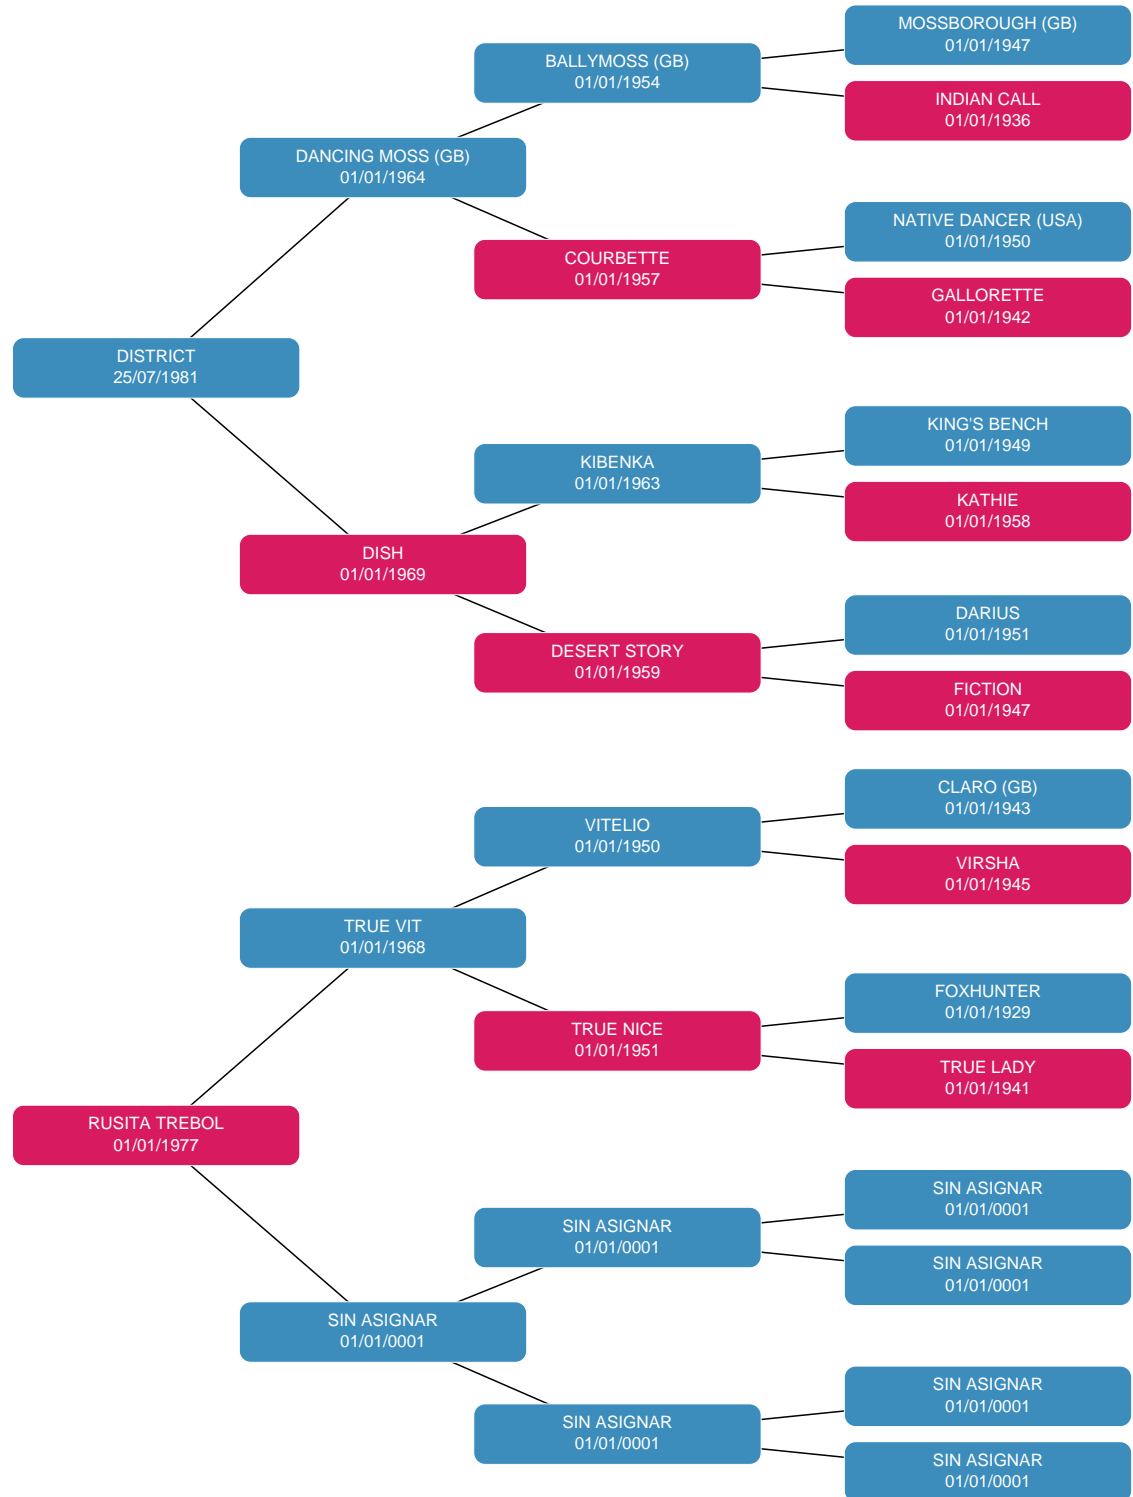 MOSSBOROUGH (GB)
01/01/1947
BALLYMOSS (GB)
01/01/1954
INDIAN CALL
01/01/1936
DANCING MOSS (GB)
01/01/1964
NATIVE DANCER (USA)
01/01/1950
COURBETTE
01/01/1957
GALLORETTE
01/01/1942
DISTRICT
25/07/1981
KING'S BENCH
01/01/1949
KIBENKA
01/01/1963
KATHIE
01/01/1958
DISH
01/01/1969
DARIUS
01/01/1951
DESERT STORY
01/01/1959
FICTION
01/01/1947
CLARO (GB)
01/01/1943
VITELIO
01/01/1950
VIRSHA
01/01/1945
TRUE VIT
01/01/1968
FOXHUNTER
01/01/1929
TRUE NICE
01/01/1951
TRUE LADY
01/01/1941
RUSITA TREBOL
01/01/1977
SIN ASIGNAR
01/01/0001
SIN ASIGNAR
01/01/0001
SIN ASIGNAR
01/01/0001
SIN ASIGNAR
01/01/0001
SIN ASIGNAR
01/01/0001
SIN ASIGNAR
01/01/0001
SIN ASIGNAR
01/01/0001